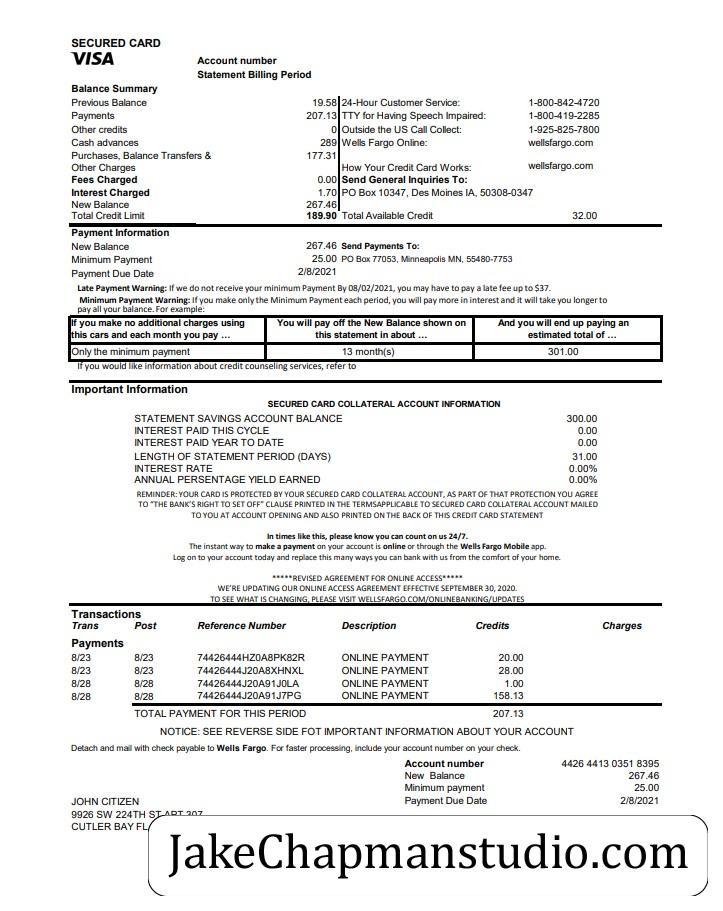 SECURED CARD
VISA
Account number
Statement Billing Period
Balance Summary
Previous Balance 19.58 24-Hour Customer Service: 1-800-842-4720
Payments 207.13 TTY for Having Speech Impaired: 1-800-419-2285
Other credits 0 Outside the US Call Collect: 1-925-825-7800
Cash advances 289 Wells Fargo Online: wellsfargo.com
Purchases, Balance Transfers & 177.31
Other Charges How Your Credit Card Works: wellsfargo.com
Fees Charged 0.00 Send General Inquiries To:
Interest Charged 1.70 PO Box 10347, Des Moines IA, 50308-0347
New Balance 267.46
Total Credit Limit 189.90 Total Available Credit 32.00
Payment Information
New Balance 267.46 Send Payments To:
Minimum Payment 25.00 PO Box 77053, Minneapolis MN, 55480-7753
Payment Due Date 2/8/2021
Late Payment Warning: If we do not receive your minimum Payment By 08/02/2021, you may have to pay a late fee up to $37.
Minimum Payment Warning: If you make only the Minimum Payment each period, you will pay more in interest and it will take you longer to
pay all your balance. For example:
If you make no additional charges using You will pay off the New Balance shown on And you will end up paying an
this cars and each month you pay ... this statement in about ... estimated total of ...
Only the minimum payment 13 month(s) 301.00
If you would like information about credit counseling services, refer to
Important Information
SECURED CARD COLLATERAL ACCOUNT INFORMATION
STATEMENT SAVINGS ACCOUNT BALANCE 300.00
INTEREST PAID THIS CYCLE 0.00
INTEREST PAID YEAR TO DATE 0.00
LENGTH OF STATEMENT PERIOD (DAYS) 31.00
INTEREST RATE 0.00%
ANNUAL PERSENTAGE YIELD EARNED 0.00%
REMINDER: YOUR CARD IS PROTECTED BY YOUR SECURED CARD COLLATERAL ACCOUNT, AS PART OF THAT PROTECTION YOU AGREE
TO "THE BANK'S RIGHT TO SET OFF" CLAUSE PRINTED IN THE TERMSAPPLICABLE TO SECURED CARD COLLATERAL ACCOUNT MAILED
TO YOU AT ACCOUNT OPENING AND ALSO PRINTED ON THE BACK OF THIS CREDIT CARD STATEMENT
In times like this, please know you can count on us 24/7.
The instant way to make a payment on your account is online or through the Wells Fargo Mobile app.
Log on to your account today and replace this many ways you can bank with us from the comfort of your home.
*****REVISED AGREEMENT FOR ONLINE ACCESS*****
WE'RE UPDATING OUR ONLINE ACCESS AGREEMENT EFFECTIVE SEPTEMBER 30, 2020.
TO SEE WHAT IS CHANGING, PLEASE VISIT WELLSFARGO.COM/ONLINEBANKING/UPDATES
Transactions
Trans Post Reference Number Description Credits Charges
Payments
8/23 8/23 74426444HZ0A8PK82R ONLINE PAYMENT 20.00
8/23 8/23 74426444J20A8XHNXL ONLINE PAYMENT 28.00
8/28 8/28 74426444J20A91J0LA ONLINE PAYMENT 1.00
8/28 8/28 74426444J20A91J7PG ONLINE PAYMENT 158.13
TOTAL PAYMENT FOR THIS PERIOD 207.13
NOTICE: SEE REVERSE SIDE FOT IMPORTANT INFORMATION ABOUT YOUR ACCOUNT
Detach and mail with check payable to Wells Fargo. For faster processing, include your account number on your check.
Account number 4426 4413 0351 8395
New Balance 267.46
Minimum payment 25.00
JOHN CITIZEN Payment Due Date 2/8/2021
9926 SW 224TH ST APT 307
CUTLER BAY FL
JakeChapmanstudio.com